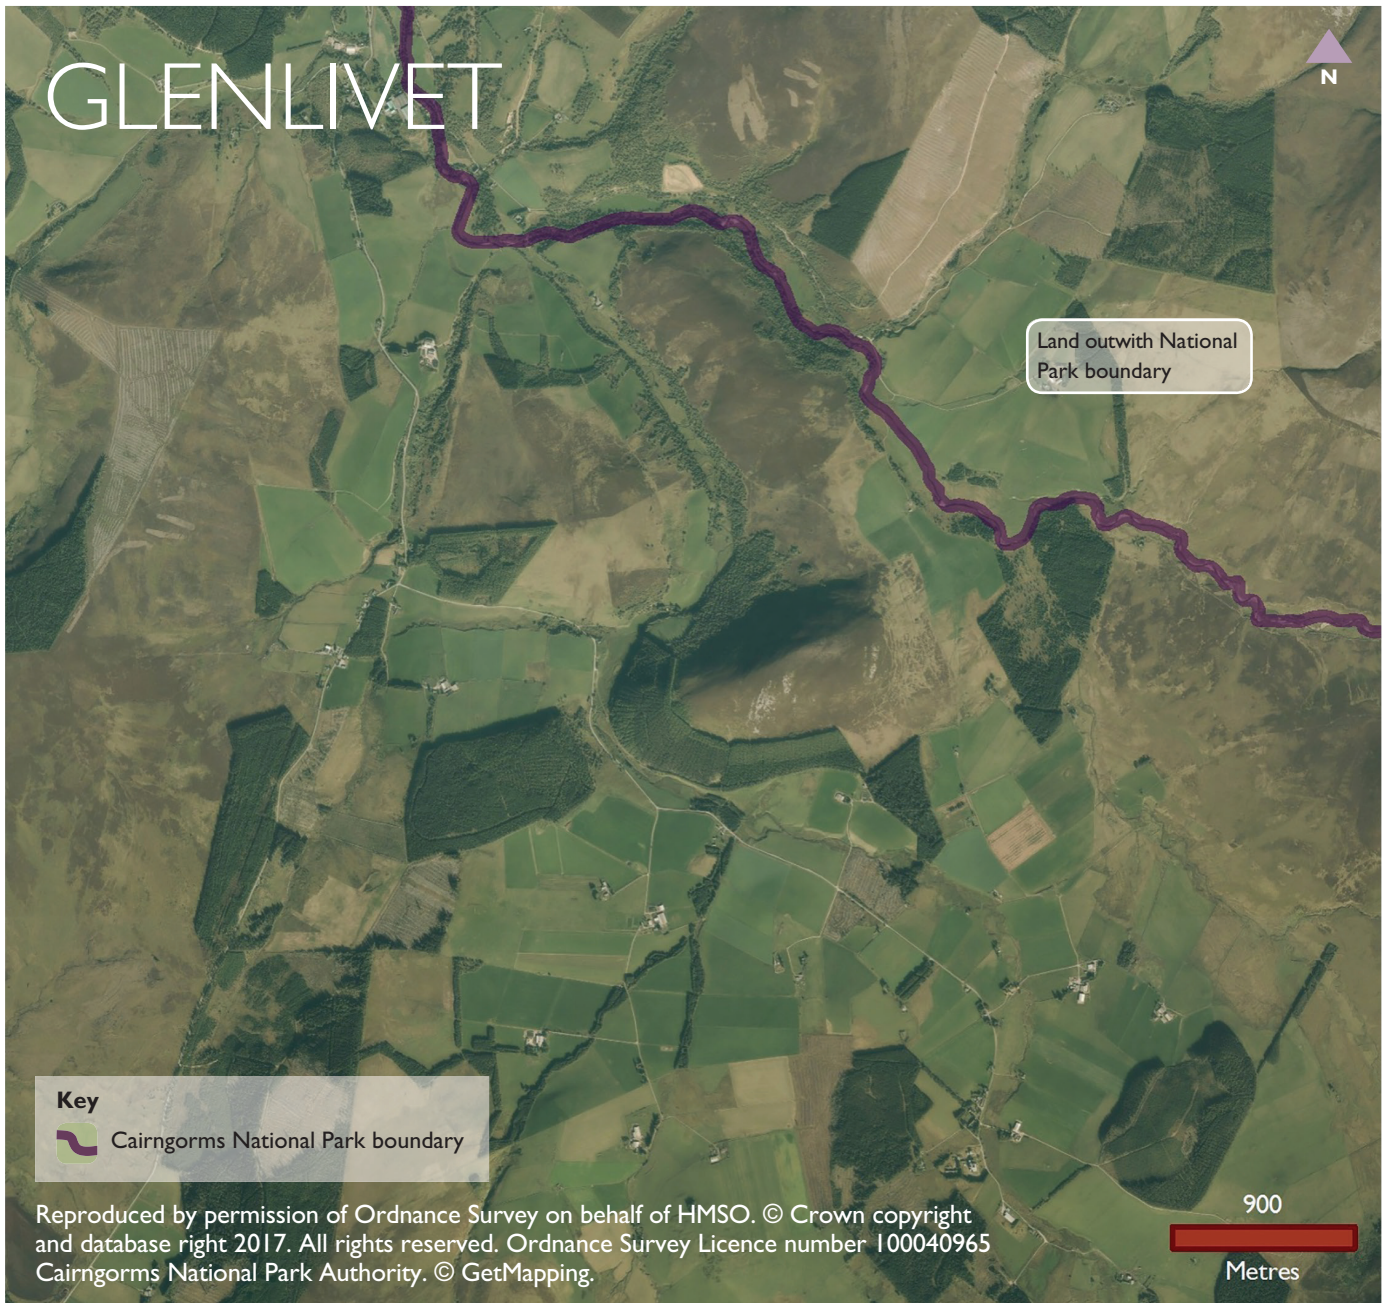 GLENLIVET
N
Land outwith National
Park boundary
Key
Cairngorms National Park boundary
Reproduced by permission of Ordnance Survey on behalf of HMSO. © Crown copyright
and database right 2017. All rights reserved. Ordnance Survey Licence number 100040965
Cairngorms National Park Authority. © GetMapping.
900
Metres